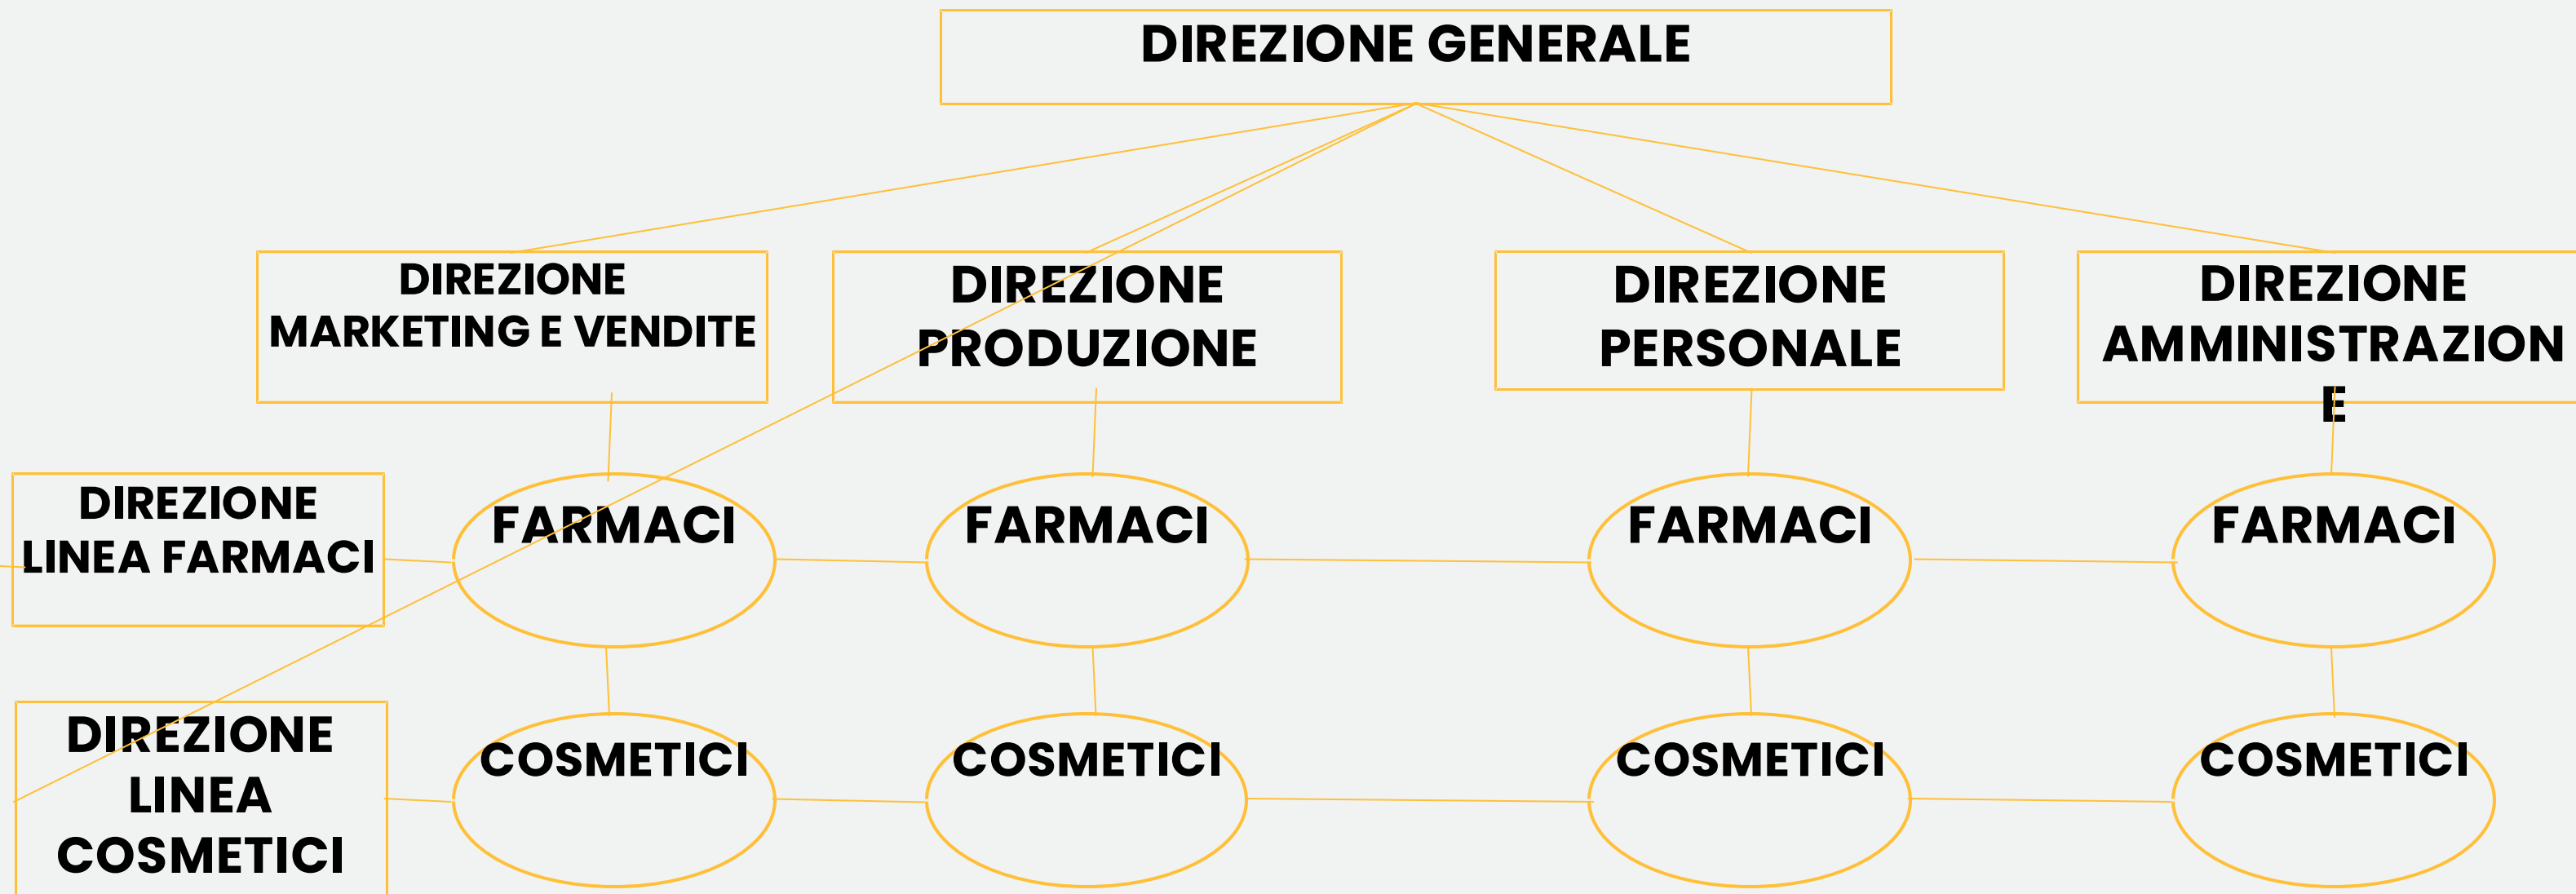 DIREZIONE GENERALE
DIREZIONE
MARKETING E VENDITE
DIREZIONE
PRODUZIONE
DIREZIONE
PERSONALE
DIREZIONE
AMMINISTRAZION
E
DIREZIONE
LINEA FARMACI
FARMACI
FARMACI
FARMACI
FARMACI
DIREZIONE
LINEA
COSMETICI
COSMETICI
COSMETICI
COSMETICI
COSMETICI